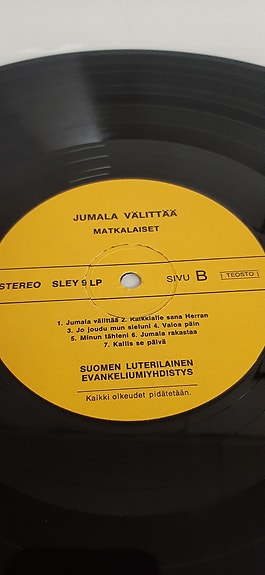 JUMALA VÄLITTÄÄ
MATKALAISET
STEREO SLEY 9 LP SIVU B TEOSTO
1. Jumala välittää 2. Kaikkialle sana Herran
3. Jo joudu mun sieluni 4. Valoa päin
5. Minun tähteni 6. Jumala rakastaa
7. Kallis se päivä
SUOMEN LUTERILAINEN
EVANKELIUMIYHDISTYS
Kaikki oikeudet pidätetään.